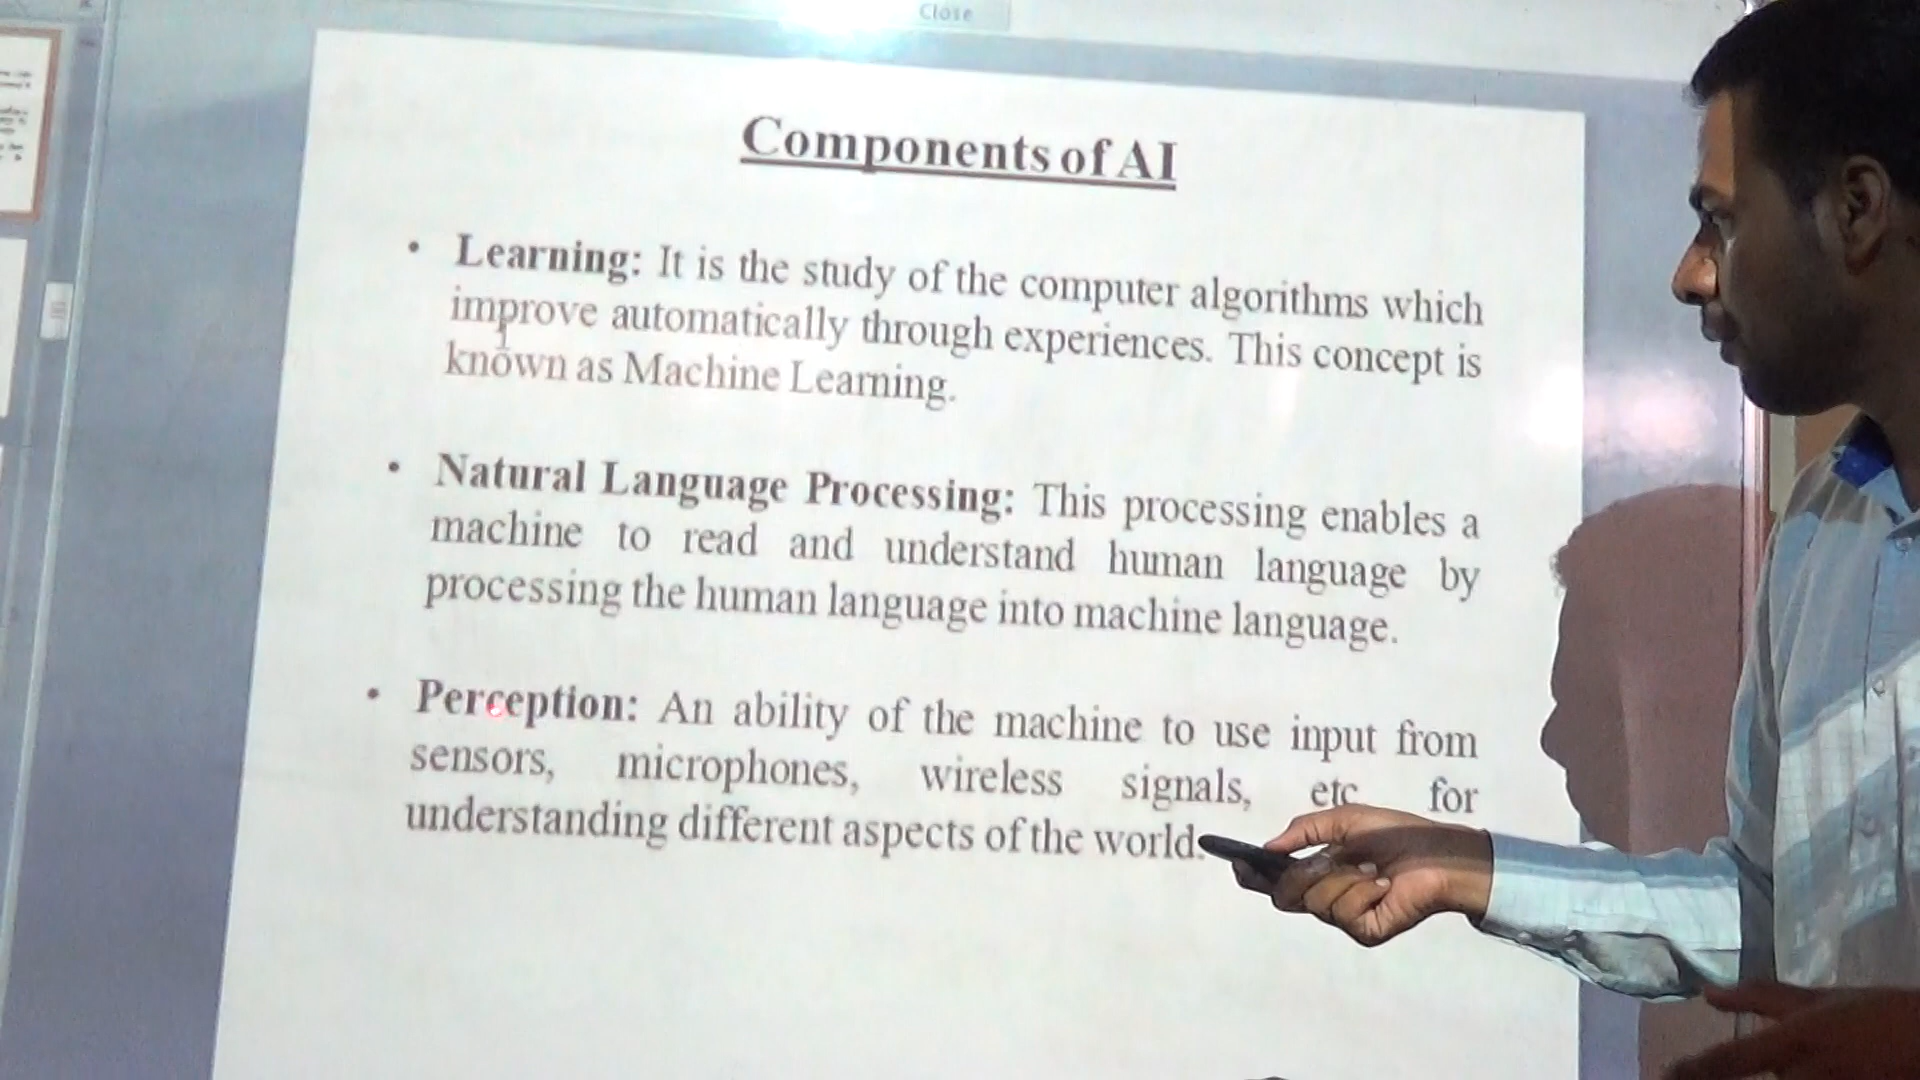 Close
Components of AI
• Learning: It is the study of the computer algorithms which
improve automatically through experiences. This concept is
known as Machine Learning.
• Natural Language Processing: This processing enables a
machine to read and understand human language by
processing the human language into machine language.
• Perception: An ability of the machine to use input from
sensors, microphones, wireless signals, etc for
understanding different aspects of the world.